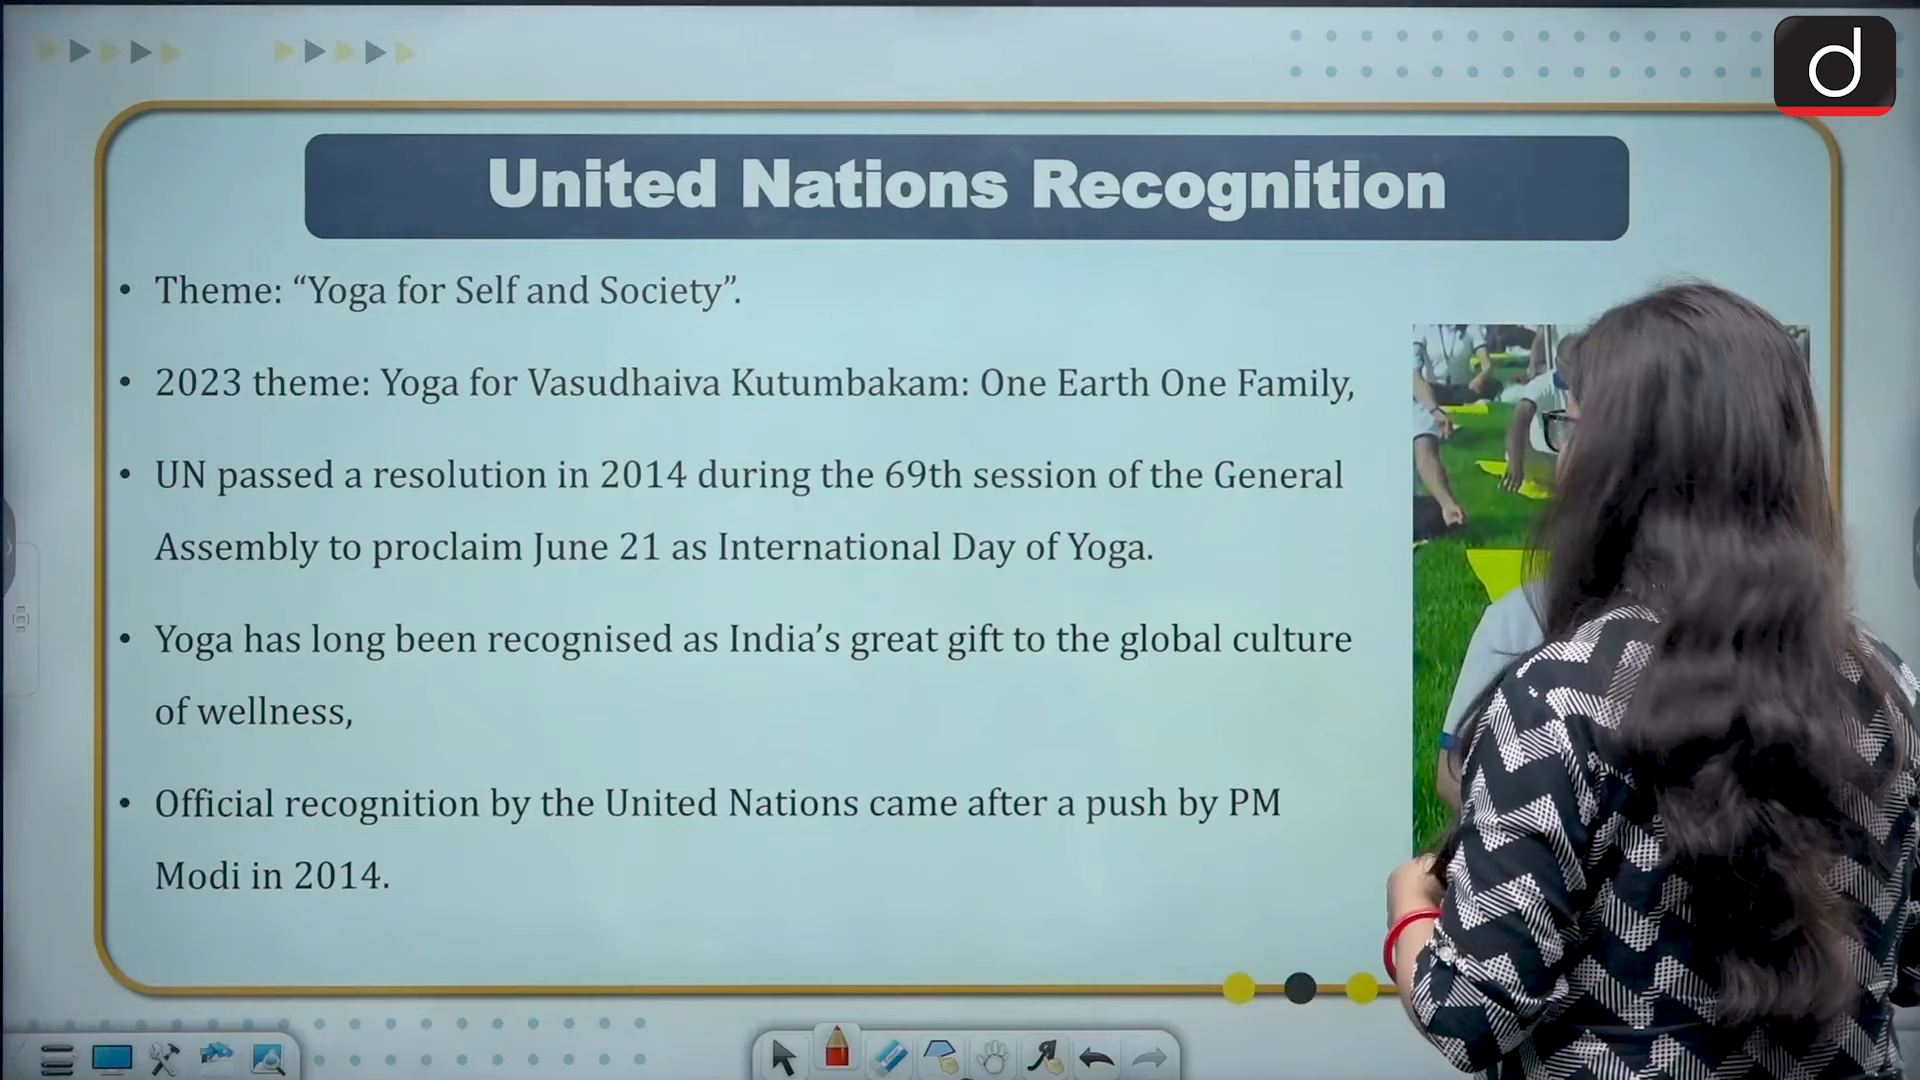 d
United Nations Recognition
• Theme: “Yoga for Self and Society”.
• 2023 theme: Yoga for Vasudhaiva Kutumbakam: One Earth One Family,
• UN passed a resolution in 2014 during the 69th session of the General
Assembly to proclaim June 21 as International Day of Yoga.
• Yoga has long been recognised as India’s great gift to the global culture
of wellness,
• Official recognition by the United Nations came after a push by PM
Modi in 2014.